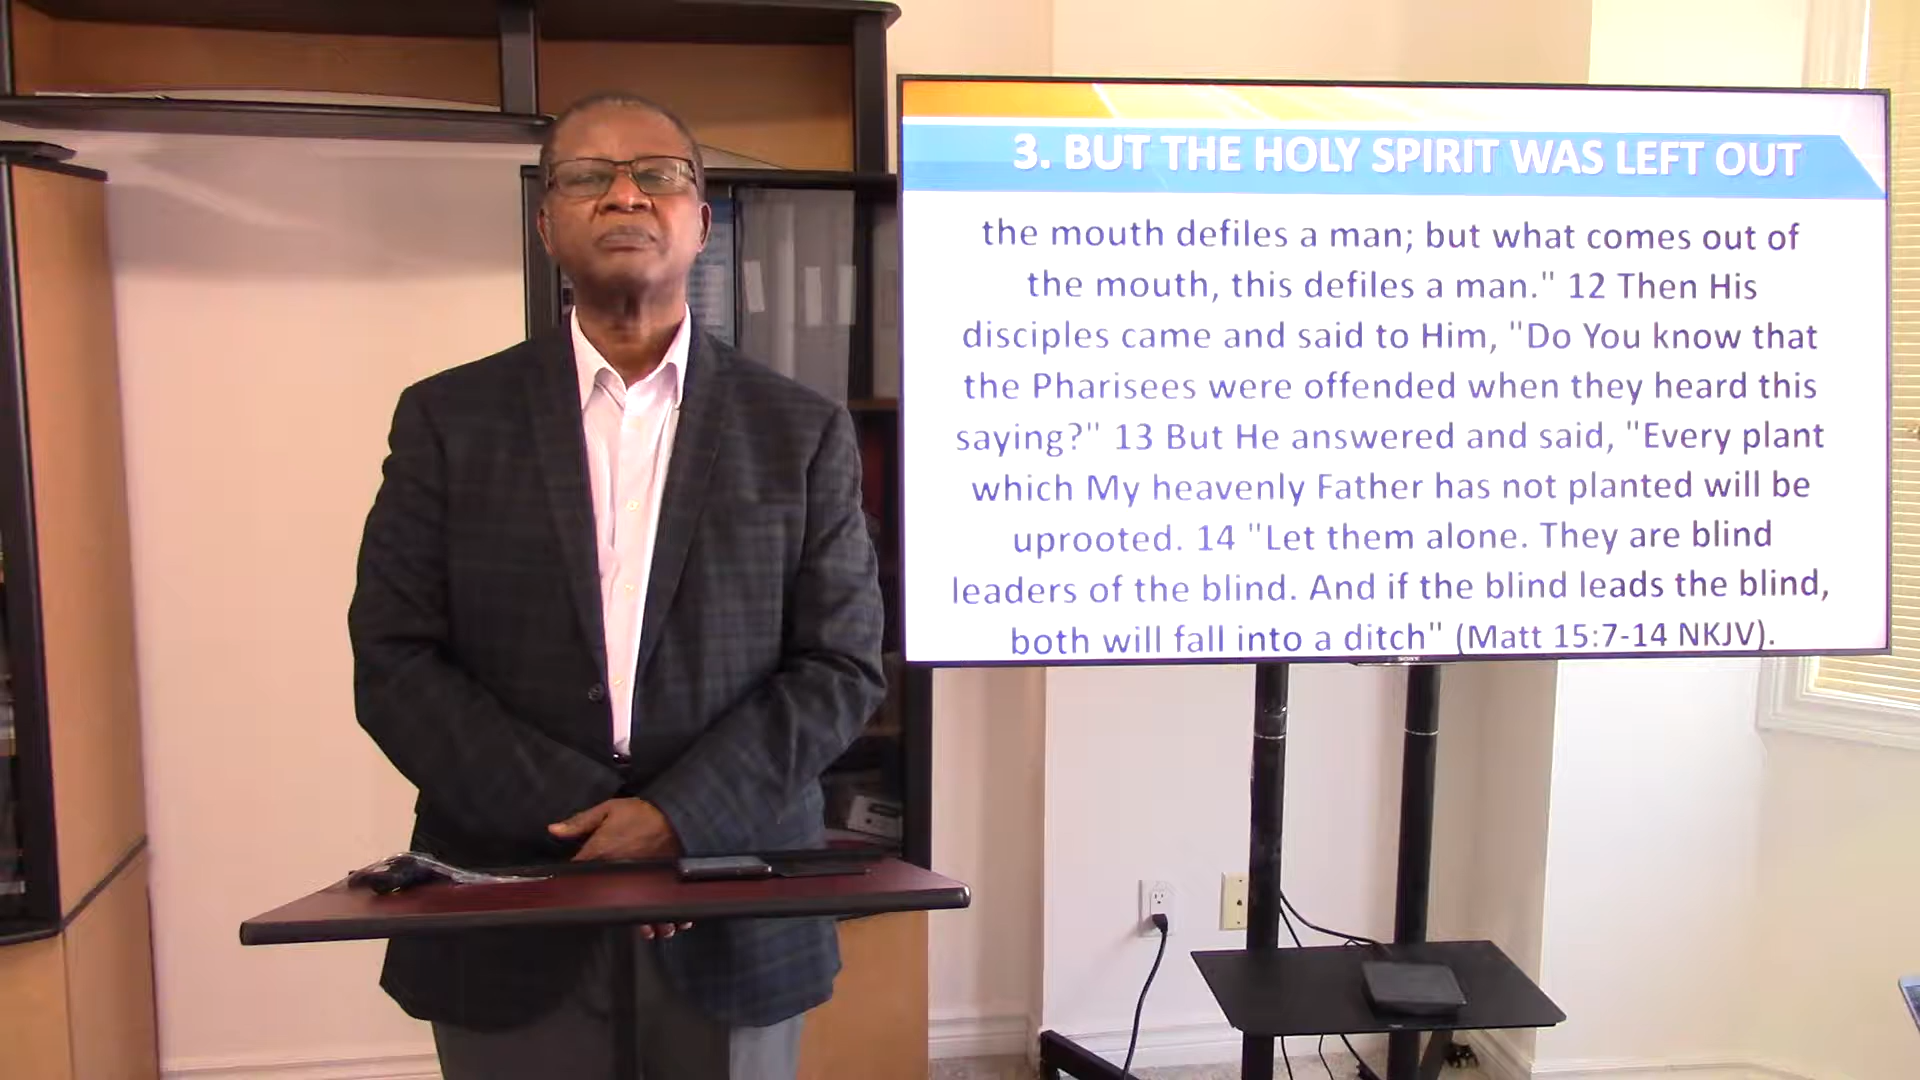 3. BUT THE HOLY SPIRIT WAS LEFT OUT
the mouth defiles a man; but what comes out of
the mouth, this defiles a man." 12 Then His
disciples came and said to Him, "Do You know that
the Pharisees were offended when they heard this
saying?" 13 But He answered and said, "Every plant
which My heavenly Father has not planted will be
uprooted. 14 "Let them alone. They are blind
leaders of the blind. And if the blind leads the blind,
both will fall into a ditch" (Matt 15:7-14 NKJV).
SONY